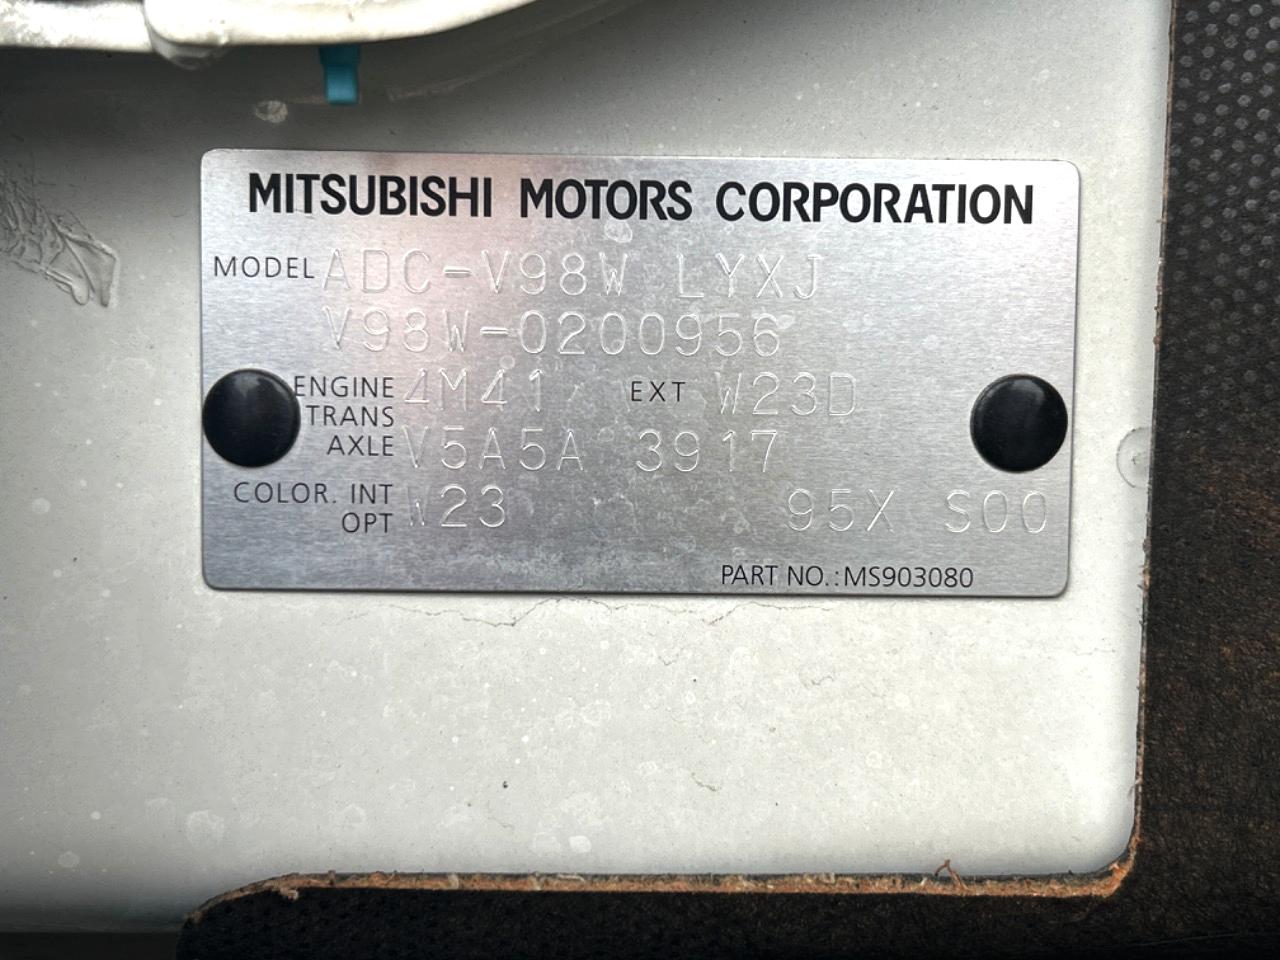 MITSUBISHI MOTORS CORPORATION
MODEL ADC-V98W LYXJ
V98W-0200956
ENGINE 4M41 EXT W23D
TRANS
AXLE V5A5A 3917
COLOR. INT
OPT W23 95X S00
PART NO.:MS903080